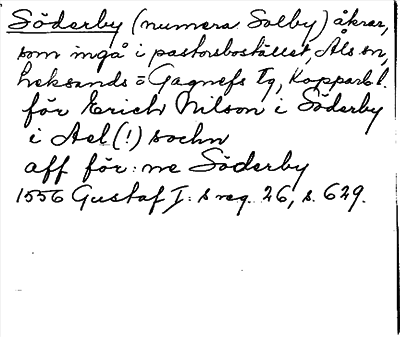 Söderby (numera Solby) åkrar,
som ingå i pastorsbostället, Åls sn,
Leksands = Gagnefs tg, Kopparb l.
för Erich Nilson i Söderby
i Ael (!) sochn
aff för: ne Söderby
1556 Gustaf I: s reg. 26, s. 629.